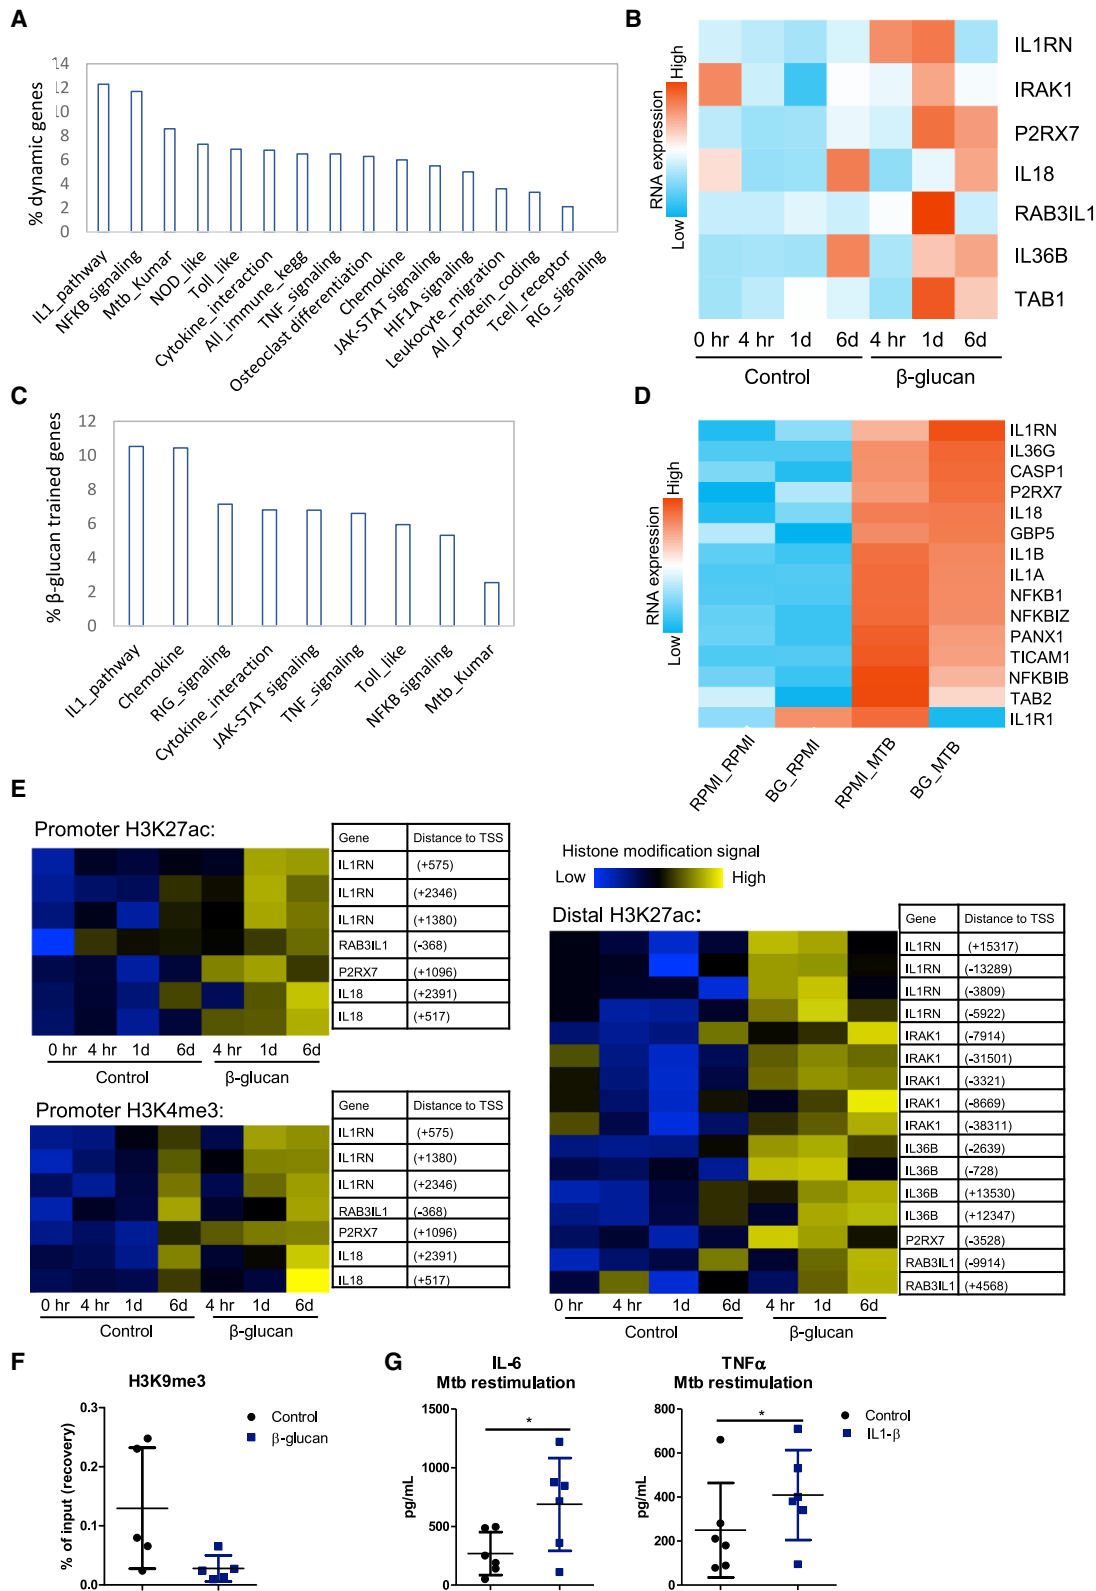 A
% dynamic genes
14
12
10
8
6
4
2
0
IL1_pathway
NFKB signaling
Mtb_Kumar
NOD_like
Toll_like
Cytokine_interaction
All_immune_kegg
TNF_signaling
Osteoclast differentiation
Chemokine
JAK-STAT signaling
HIF1A signaling
Leukocyte_migration
All_protein_coding
Tcell_receptor
RIG_signaling
B
High
RNA expression
Low
IL1RN
IRAK1
P2RX7
IL18
RAB3IL1
IL36B
TAB1
0 hr 4 hr 1d 6d 4 hr 1d 6d
Control β-glucan
C
% β-glucan trained genes
12
10
8
6
4
2
0
IL1_pathway
Chemokine
RIG_signaling
Cytokine_interaction
JAK-STAT signaling
TNF_signaling
Toll_like
NFKB signaling
Mtb_Kumar
D
High
RNA expression
Low
IL1RN
IL36G
CASP1
P2RX7
IL18
GBP5
IL1B
IL1A
NFKB1
NFKBIZ
PANX1
TICAM1
NFKBIB
TAB2
IL1R1
RPMI_RPMI
BG_RPMI
RPMI_MTB
BG_MTB
E
Promoter H3K27ac:
Gene Distance to TSS
IL1RN (+575)
IL1RN (+2346)
IL1RN (+1380)
RAB3IL1 (-368)
P2RX7 (+1096)
IL18 (+2391)
IL18 (+517)
0 hr 4 hr 1d 6d 4 hr 1d 6d
Control β-glucan
Promoter H3K4me3:
Gene Distance to TSS
IL1RN (+575)
IL1RN (+1380)
IL1RN (+2346)
RAB3IL1 (-368)
P2RX7 (+1096)
IL18 (+2391)
IL18 (+517)
0 hr 4 hr 1d 6d 4 hr 1d 6d
Control β-glucan
Histone modification signal
Low High
Distal H3K27ac:
Gene Distance to TSS
IL1RN (+15317)
IL1RN (-13289)
IL1RN (-3809)
IL1RN (-5922)
IRAK1 (-7914)
IRAK1 (-31501)
IRAK1 (-3321)
IRAK1 (-8669)
IRAK1 (-38311)
IL36B (-2639)
IL36B (-728)
IL36B (+13530)
IL36B (+12347)
P2RX7 (-3528)
RAB3IL1 (-9914)
RAB3IL1 (+4568)
0 hr 4 hr 1d 6d 4 hr 1d 6d
Control β-glucan
F
H3K9me3
% of input (recovery)
0.3
0.2
0.1
0.0
Control
β-glucan
G
IL-6
Mtb restimulation
pg/mL
1500
1000
500
0
*
TNFα
Mtb restimulation
pg/mL
800
600
400
200
0
*
Control
IL1-β